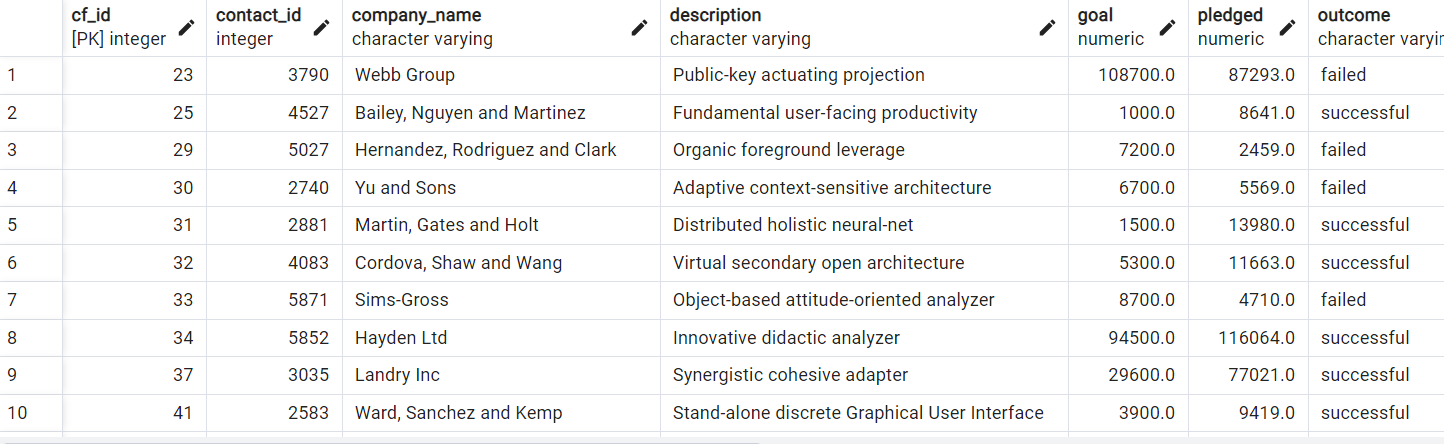 cf_id contact_id company_name description goal pledged outcome
[PK] integer integer character varying character varying numeric numeric character varyin
1 23 3790 Webb Group Public-key actuating projection 108700.0 87293.0 failed
2 25 4527 Bailey, Nguyen and Martinez Fundamental user-facing productivity 1000.0 8641.0 successful
3 29 5027 Hernandez, Rodriguez and Clark Organic foreground leverage 7200.0 2459.0 failed
4 30 2740 Yu and Sons Adaptive context-sensitive architecture 6700.0 5569.0 failed
5 31 2881 Martin, Gates and Holt Distributed holistic neural-net 1500.0 13980.0 successful
6 32 4083 Cordova, Shaw and Wang Virtual secondary open architecture 5300.0 11663.0 successful
7 33 5871 Sims-Gross Object-based attitude-oriented analyzer 8700.0 4710.0 failed
8 34 5852 Hayden Ltd Innovative didactic analyzer 94500.0 116064.0 successful
9 37 3035 Landry Inc Synergistic cohesive adapter 29600.0 77021.0 successful
10 41 2583 Ward, Sanchez and Kemp Stand-alone discrete Graphical User Interface 3900.0 9419.0 successful